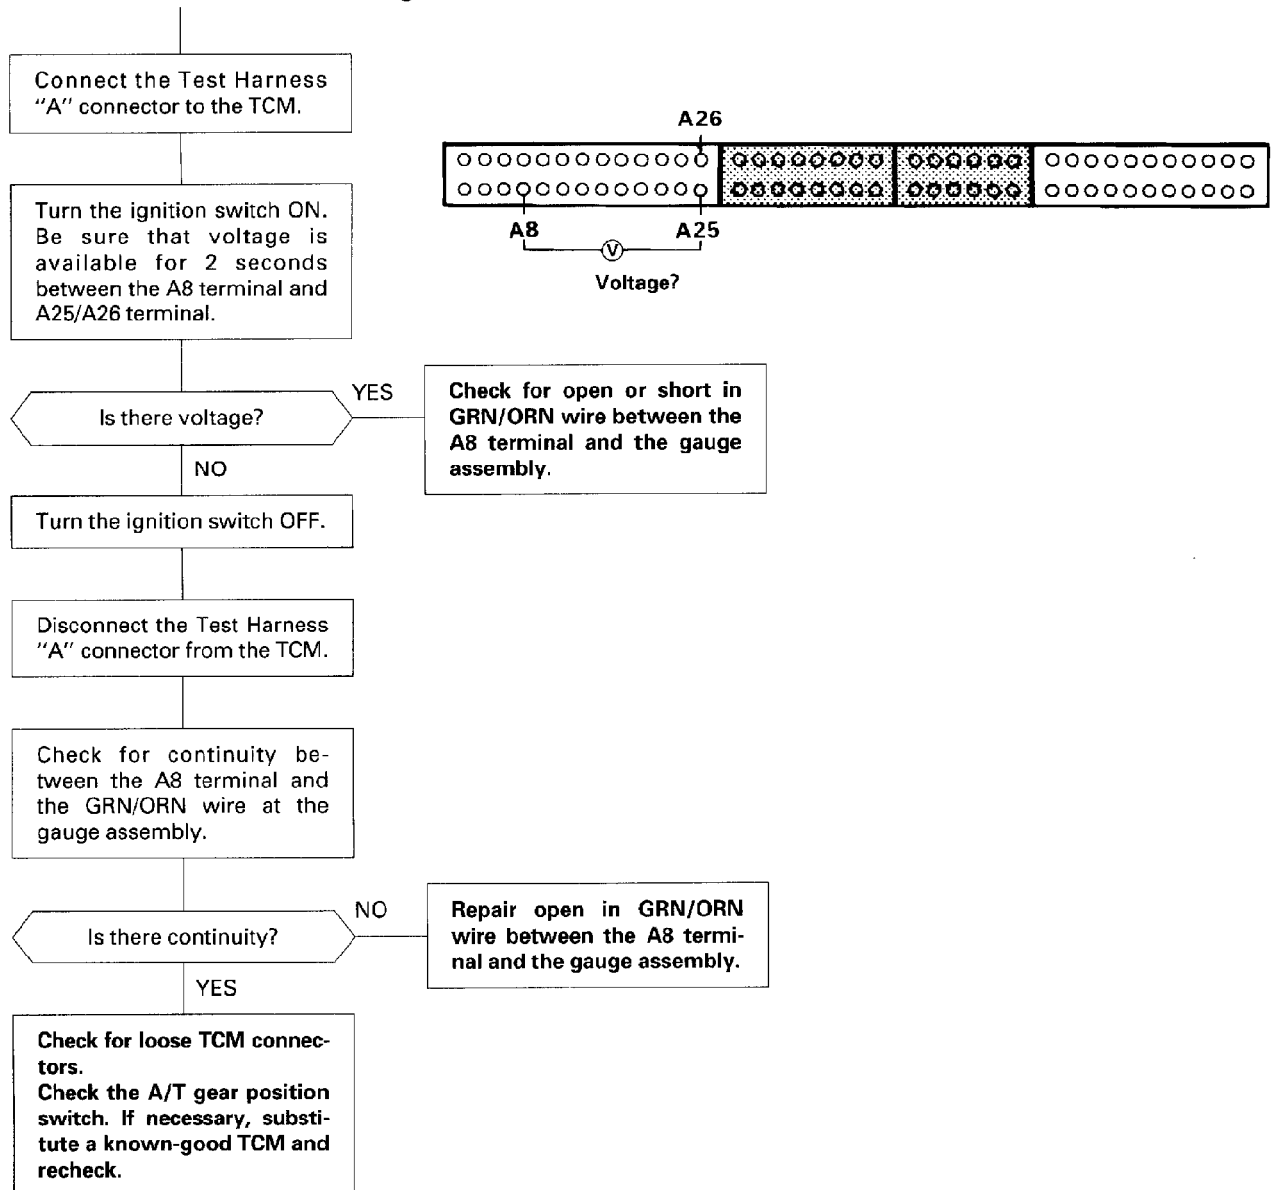 Connect the Test Harness
"A" connector to the TCM.
A26
Turn the ignition switch ON.
Be sure that voltage is
available for 2 seconds
between the A8 terminal and
A25/A26 terminal.
A8
A25
V
Voltage?
Is there voltage?
YES
Check for open or short in
GRN/ORN wire between the
A8 terminal and the gauge
assembly.
NO
Turn the ignition switch OFF.
Disconnect the Test Harness
"A" connector from the TCM.
Check for continuity be-
tween the A8 terminal and
the GRN/ORN wire at the
gauge assembly.
Is there continuity?
NO
Repair open in GRN/ORN
wire between the A8 termi-
nal and the gauge assembly.
YES
Check for loose TCM connec-
tors.
Check the A/T gear position
switch. If necessary, substi-
tute a known-good TCM and
recheck.